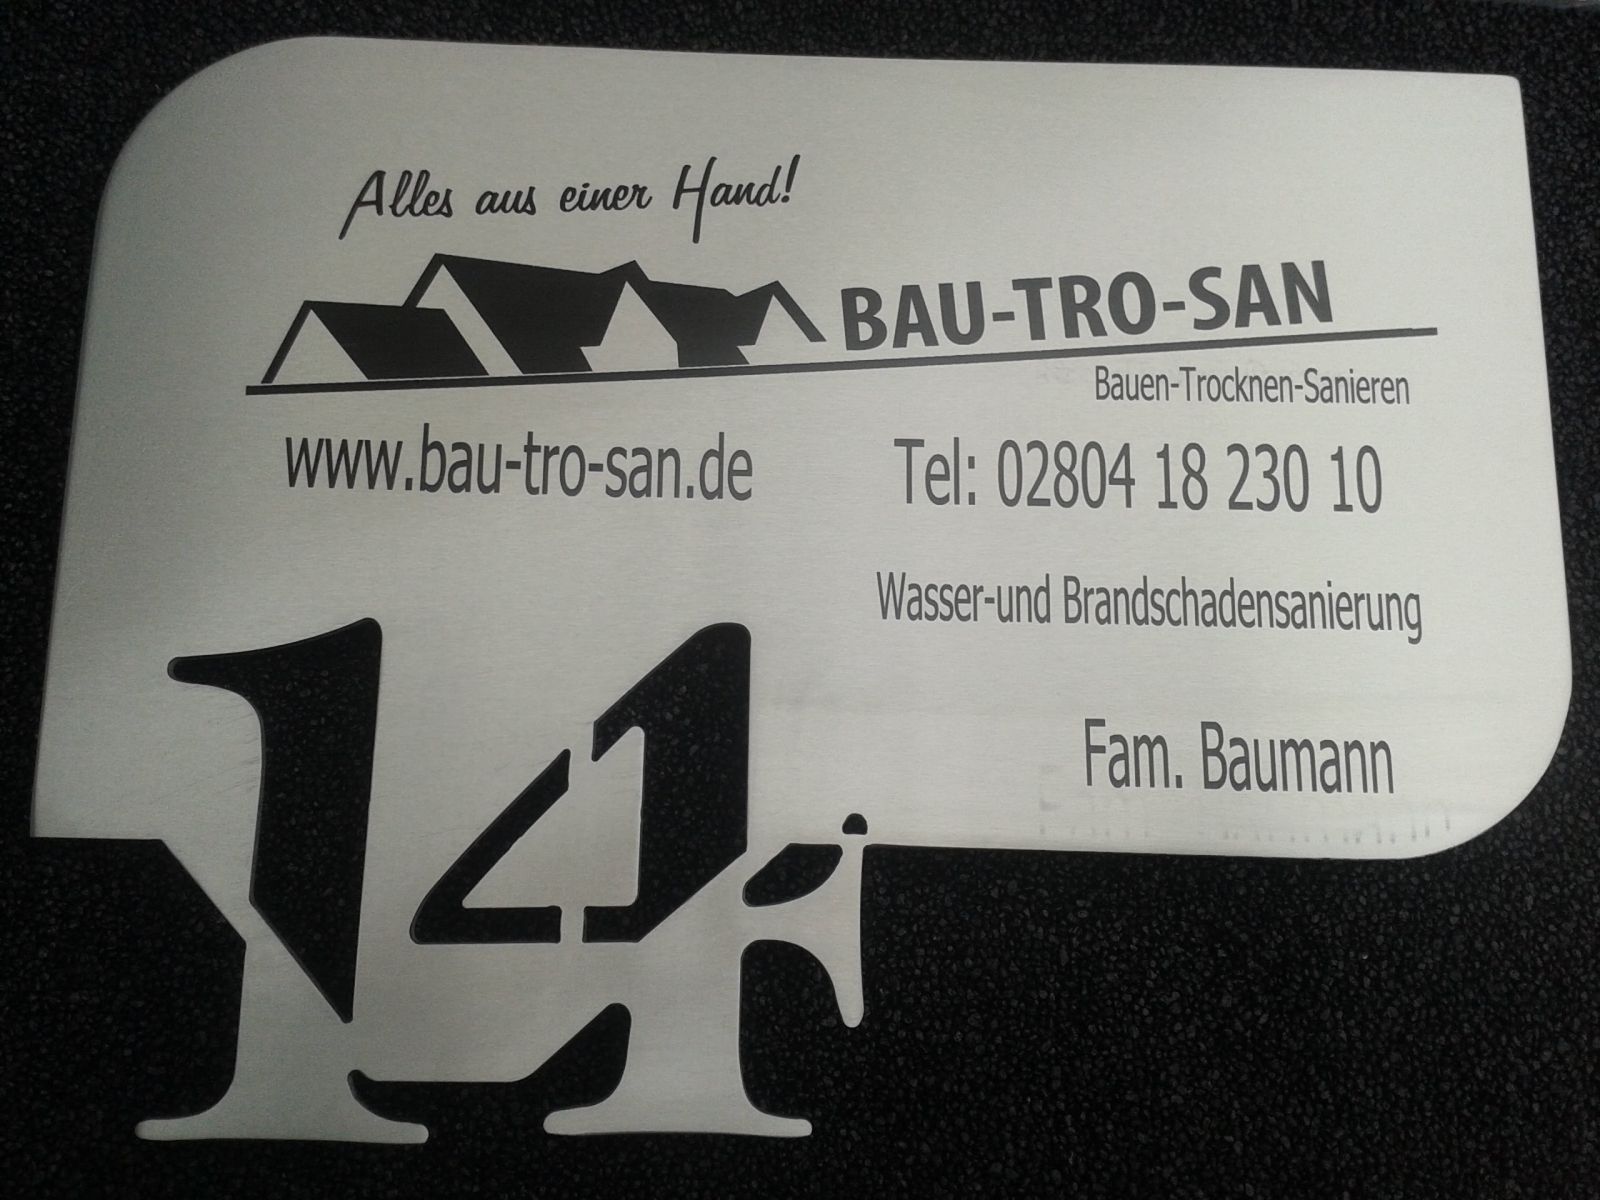 Alles aus einer Hand!
BAU-TRO-SAN
Bauen-Trocknen-Sanieren
www.bau-tro-san.de
Tel: 02804 18 230 10
Wasser-und Brandschadensanierung
Fam. Baumann
14